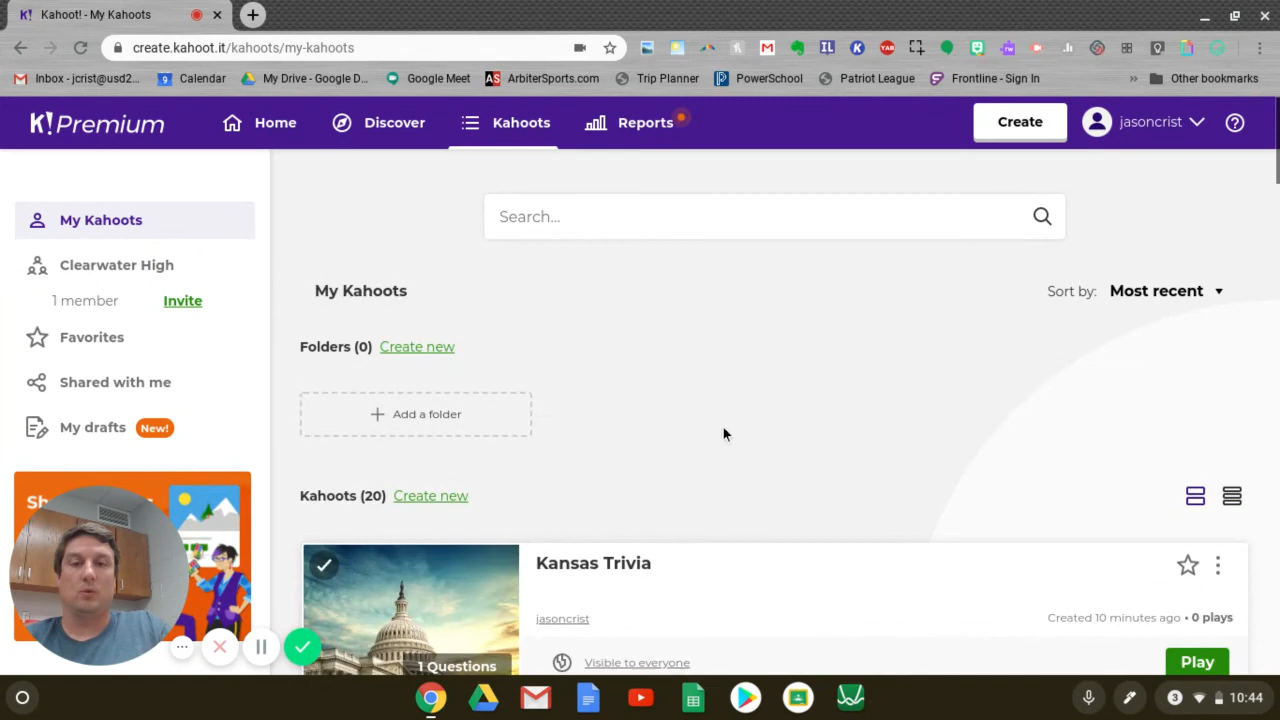 Kahoot! - My Kahoots
create.kahoot.it/kahoots/my-kahoots
Inbox - jcrist@usd2... Calendar My Drive - Google D... Google Meet ArbiterSports.com Trip Planner PowerSchool Patriot League Frontline - Sign In » Other bookmarks
K!Premium Home Discover Kahoots Reports Create jasoncrist
My Kahoots
Clearwater High
1 member Invite
Favorites
Shared with me
My drafts New!
Search...
My Kahoots Sort by: Most recent
Folders (0) Create new
+ Add a folder
Kahoots (20) Create new
Kansas Trivia
jasoncrist Created 10 minutes ago • 0 plays
1 Questions Visible to everyone Play
3 10:44